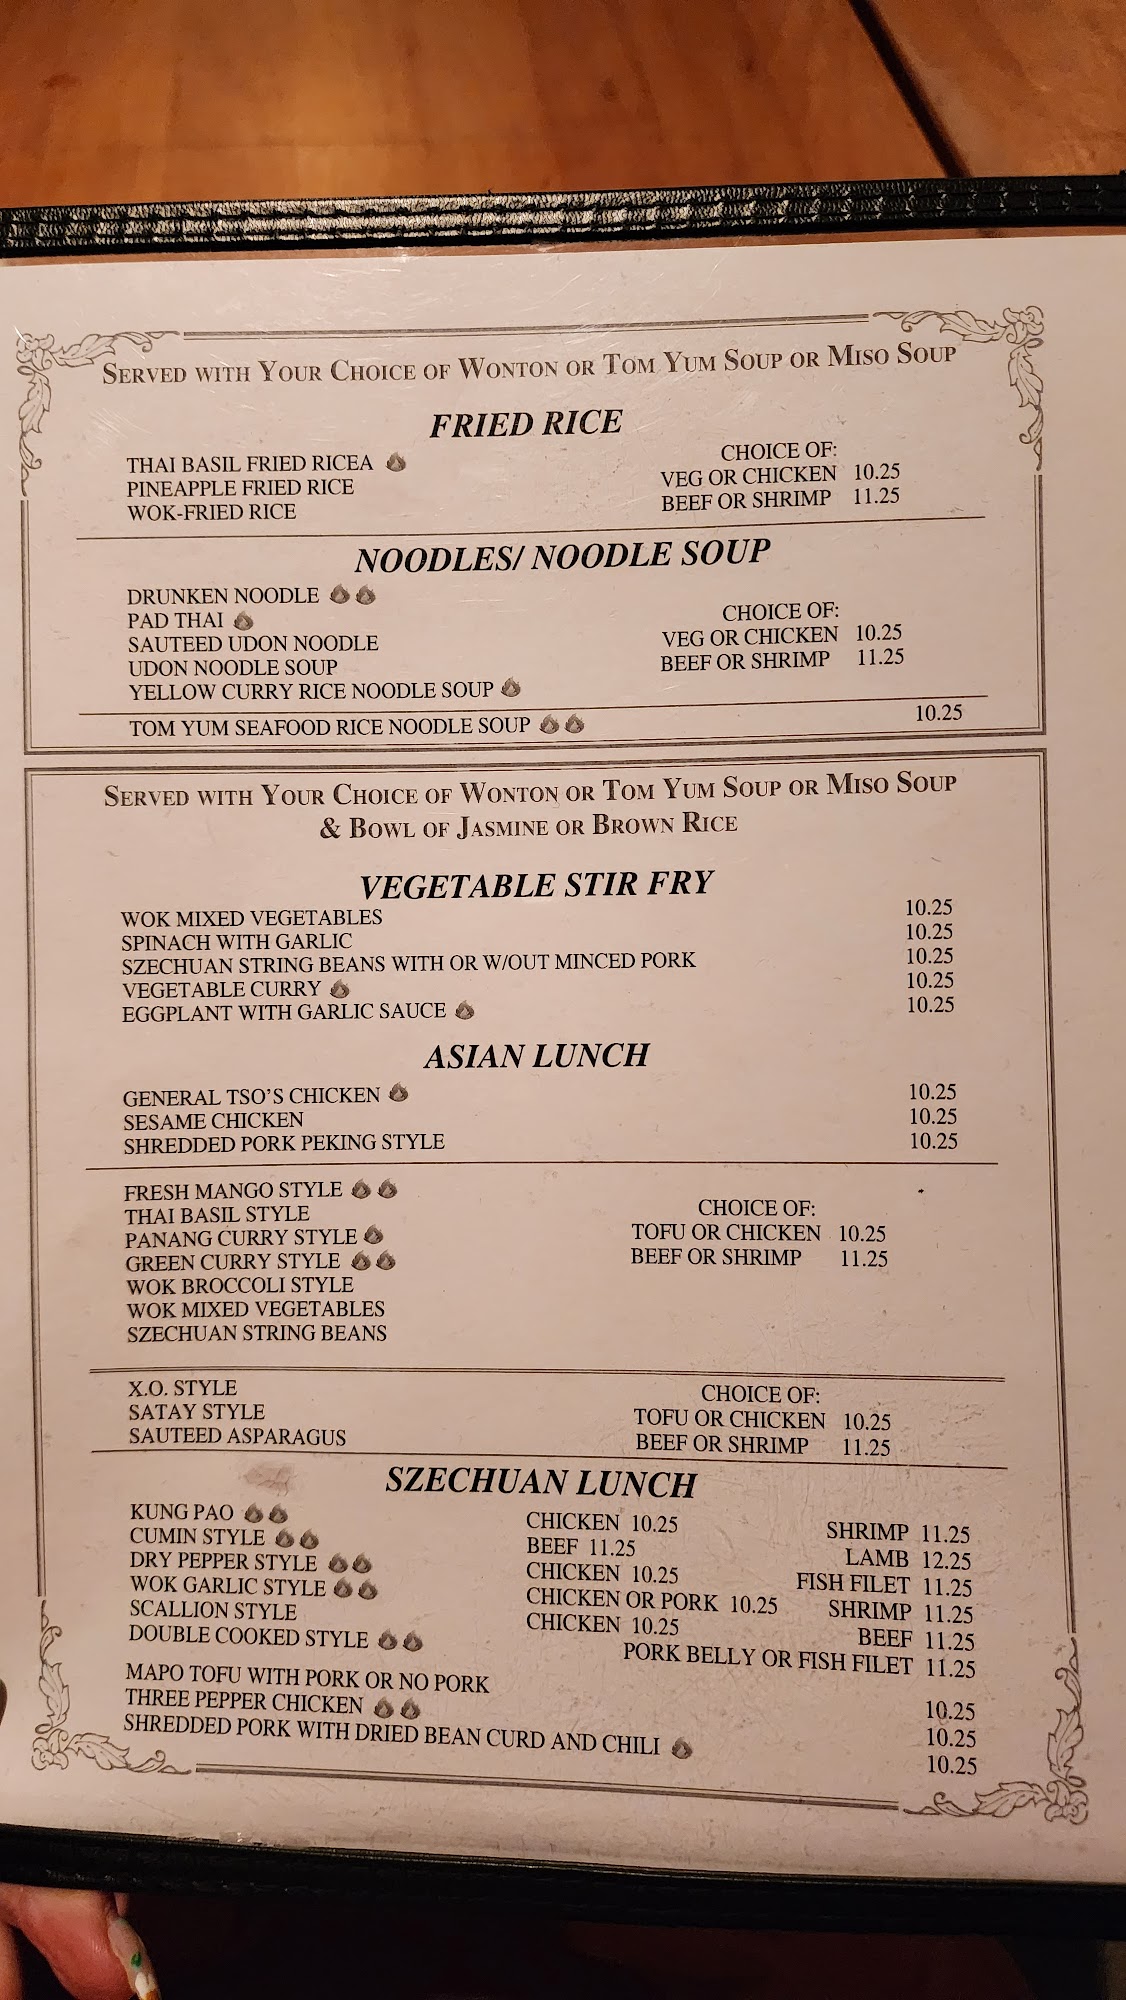 SERVED WITH YOUR CHOICE OF WONTON OR TOM YUM SOUP OR MISO SOUP
FRIED RICE
THAI BASIL FRIED RICEA
PINEAPPLE FRIED RICE
WOK-FRIED RICE
CHOICE OF:
VEG OR CHICKEN 10.25
BEEF OR SHRIMP 11.25
NOODLES/ NOODLE SOUP
DRUNKEN NOODLE
PAD THAI
SAUTEED UDON NOODLE
UDON NOODLE SOUP
YELLOW CURRY RICE NOODLE SOUP
CHOICE OF:
VEG OR CHICKEN 10.25
BEEF OR SHRIMP 11.25
TOM YUM SEAFOOD RICE NOODLE SOUP 10.25
SERVED WITH YOUR CHOICE OF WONTON OR TOM YUM SOUP OR MISO SOUP
& BOWL OF JASMINE OR BROWN RICE
VEGETABLE STIR FRY
WOK MIXED VEGETABLES 10.25
SPINACH WITH GARLIC 10.25
SZECHUAN STRING BEANS WITH OR W/OUT MINCED PORK 10.25
VEGETABLE CURRY 10.25
EGGPLANT WITH GARLIC SAUCE 10.25
ASIAN LUNCH
GENERAL TSO'S CHICKEN 10.25
SESAME CHICKEN 10.25
SHREDDED PORK PEKING STYLE 10.25
FRESH MANGO STYLE
THAI BASIL STYLE
PANANG CURRY STYLE
GREEN CURRY STYLE
WOK BROCCOLI STYLE
WOK MIXED VEGETABLES
SZECHUAN STRING BEANS
CHOICE OF:
TOFU OR CHICKEN 10.25
BEEF OR SHRIMP 11.25
X.O. STYLE
SATAY STYLE
SAUTEED ASPARAGUS
CHOICE OF:
TOFU OR CHICKEN 10.25
BEEF OR SHRIMP 11.25
SZECHUAN LUNCH
KUNG PAO CHICKEN 10.25 SHRIMP 11.25
CUMIN STYLE BEEF 11.25 LAMB 12.25
DRY PEPPER STYLE CHICKEN 10.25 FISH FILET 11.25
WOK GARLIC STYLE CHICKEN OR PORK 10.25 SHRIMP 11.25
SCALLION STYLE CHICKEN 10.25 BEEF 11.25
DOUBLE COOKED STYLE PORK BELLY OR FISH FILET 11.25
MAPO TOFU WITH PORK OR NO PORK 10.25
THREE PEPPER CHICKEN 10.25
SHREDDED PORK WITH DRIED BEAN CURD AND CHILI 10.25